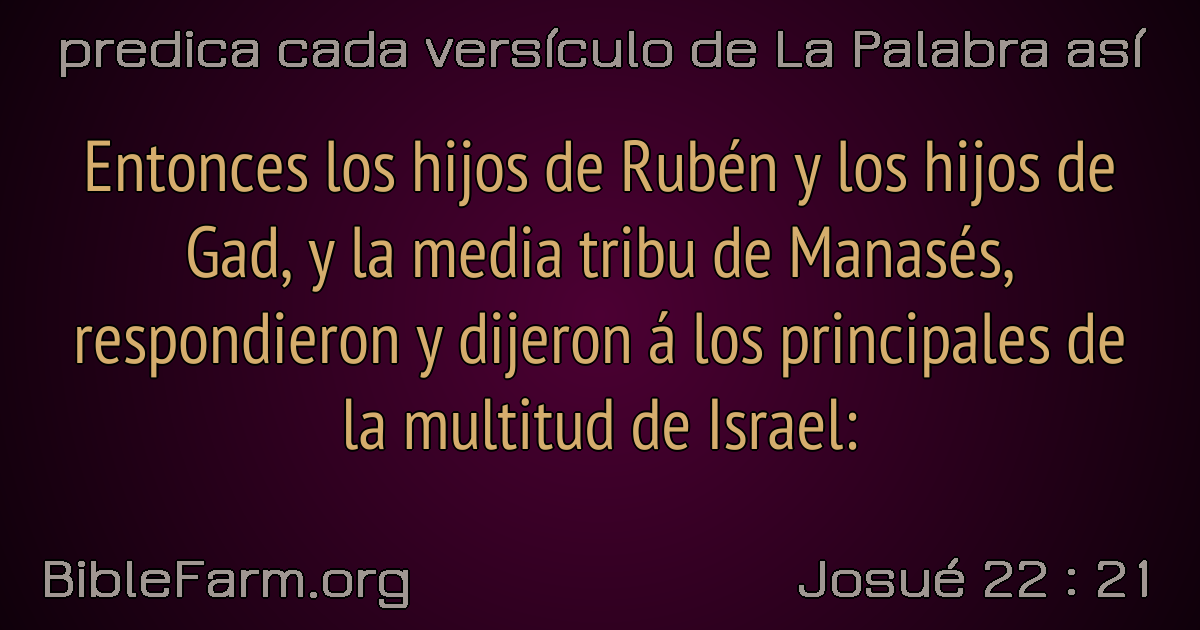 predica cada versículo de La Palabra así
Entonces los hijos de Rubén y los hijos de
Gad, y la media tribu de Manasés,
respondieron y dijeron á los principales de
la multitud de Israel:
BibleFarm.org
Josué 22 : 21